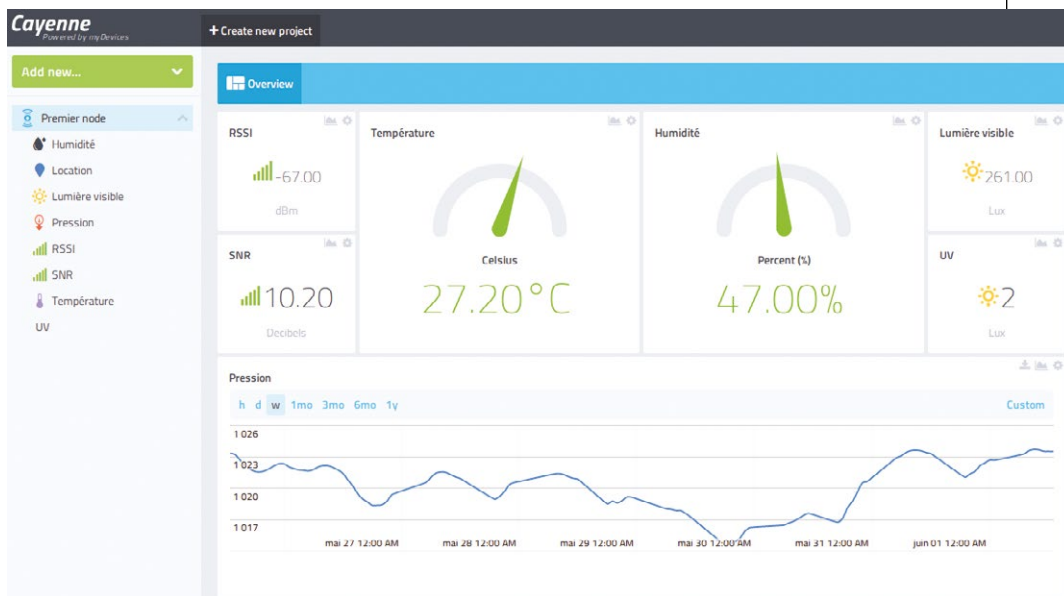 Cayenne
Powered by myDevices
+ Create new project
Add new...
Premier node
Humidité
Location
Lumière visible
Pression
RSSI
SNR
Température
UV
Overview
RSSI
-67.00
dBm
SNR
10.20
Decibels
Température
Celsius
27.20°C
Humidité
Percent (%)
47.00%
Lumière visible
261.00
Lux
UV
2
Lux
Pression
h d w 1mo 3mo 6mo 1y
Custom
1 026
1 023
1 020
1 017
mai 27 12:00 AM
mai 28 12:00 AM
mai 29 12:00 AM
mai 30 12:00 AM
mai 31 12:00 AM
juin 01 12:00 AM